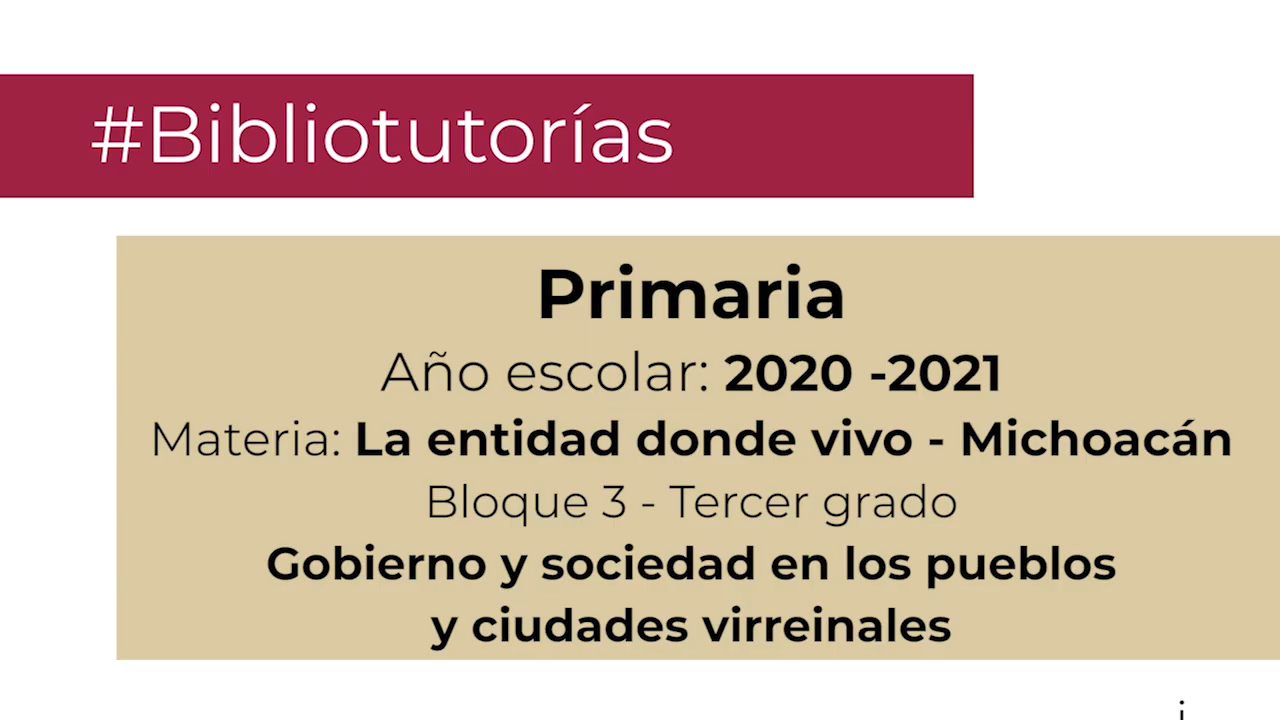 #Bibliotutorías
Primaria
Año escolar: 2020 -2021
Materia: La entidad donde vivo - Michoacán
Bloque 3 - Tercer grado
Gobierno y sociedad en los pueblos
y ciudades virreinales